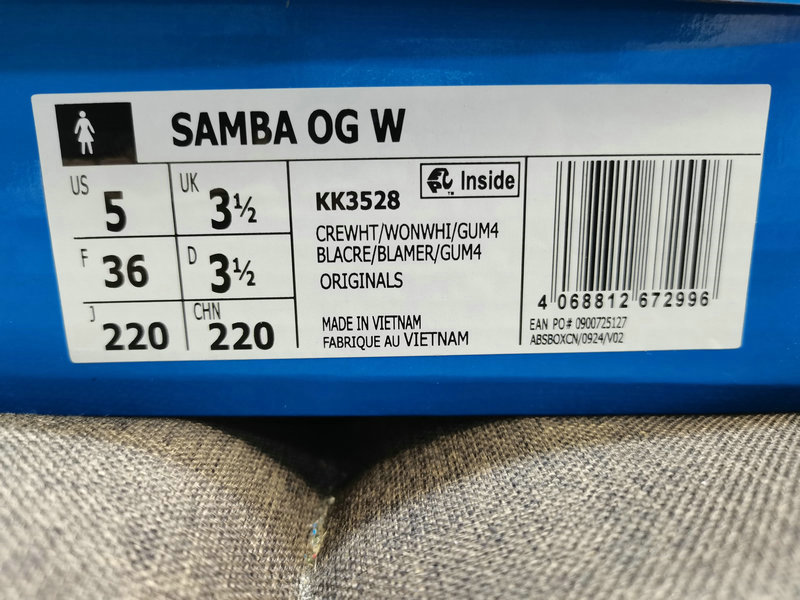 SAMBA OG W
US 5 UK 3½
F 36 D 3½
J 220 CHN 220
KK3528
Inside
TM
CREWHT/WONWHI/GUM4
BLACRE/BLAMER/GUM4
ORIGINALS
MADE IN VIETNAM
FABRIQUE AU VIETNAM
4 068812 672996
EAN PO# 0900725127
ABSBOXCN/0924/V02